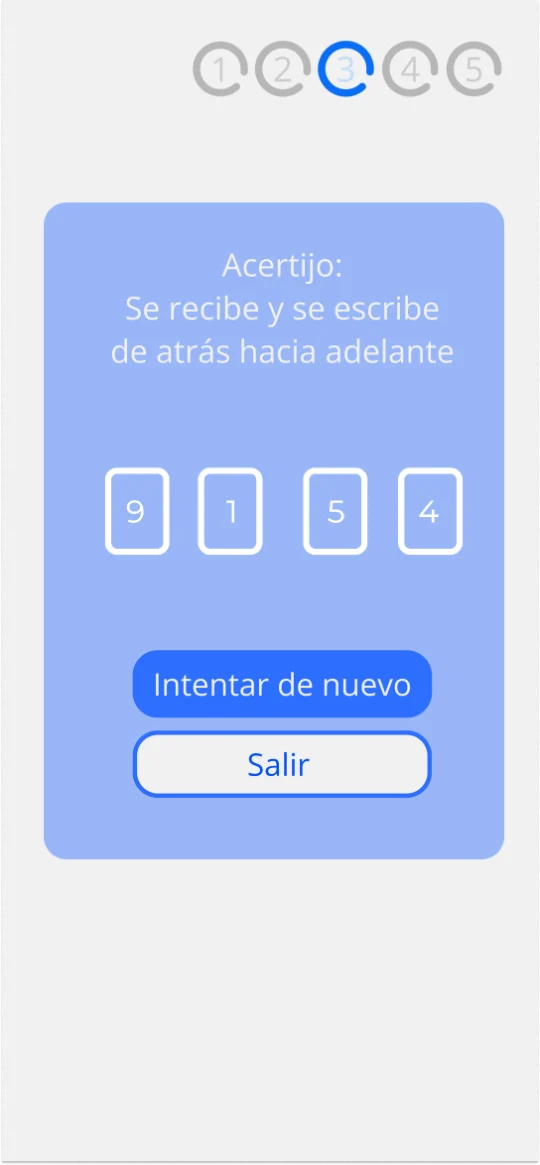 1 2 3 4 5
Acertijo:
Se recibe y se escribe
de atrás hacia adelante
9 1 5 4
Intentar de nuevo
Salir